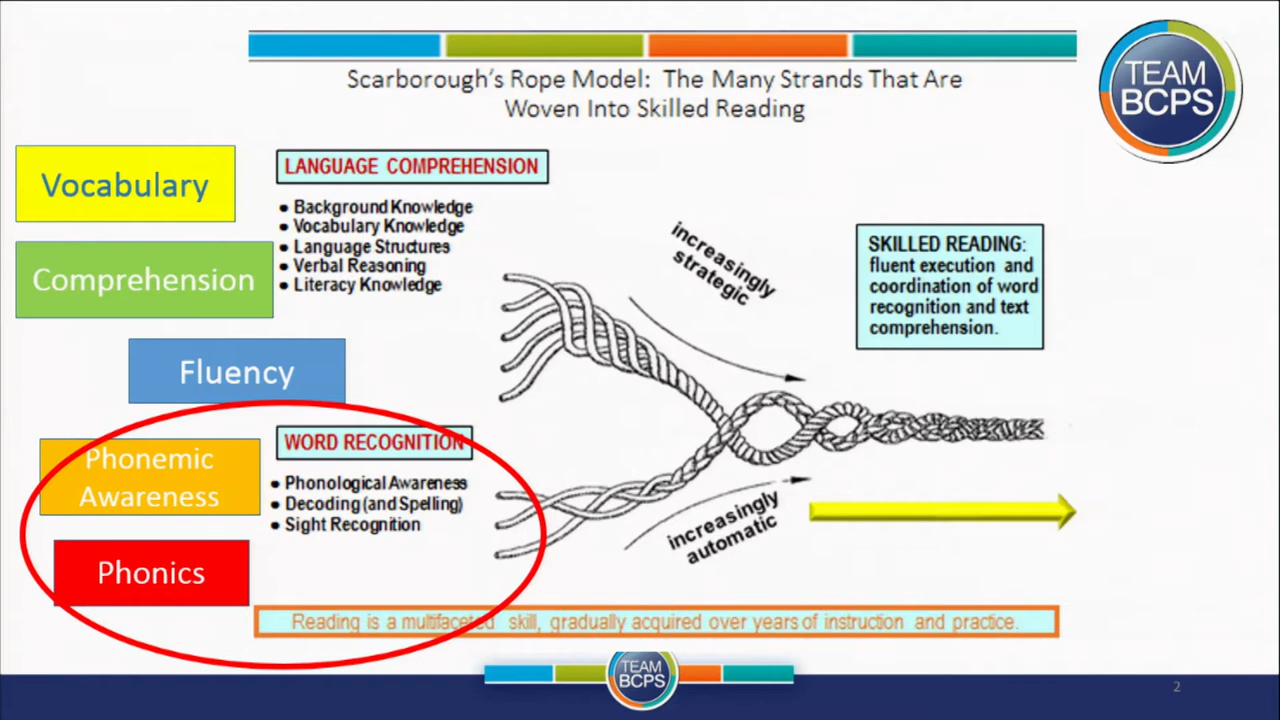 Scarborough's Rope Model: The Many Strands That Are
Woven Into Skilled Reading
TEAM
BCPS
Vocabulary
Comprehension
Fluency
Phonemic
Awareness
Phonics
LANGUAGE COMPREHENSION
• Background Knowledge
• Vocabulary Knowledge
• Language Structures
• Verbal Reasoning
• Literacy Knowledge
WORD RECOGNITION
• Phonological Awareness
• Decoding (and Spelling)
• Sight Recognition
increasingly
strategic
increasingly
automatic
SKILLED READING:
fluent execution and
coordination of word
recognition and text
comprehension.
Reading is a multifaceted skill, gradually acquired over years of instruction and practice.
TEAM
BCPS
2